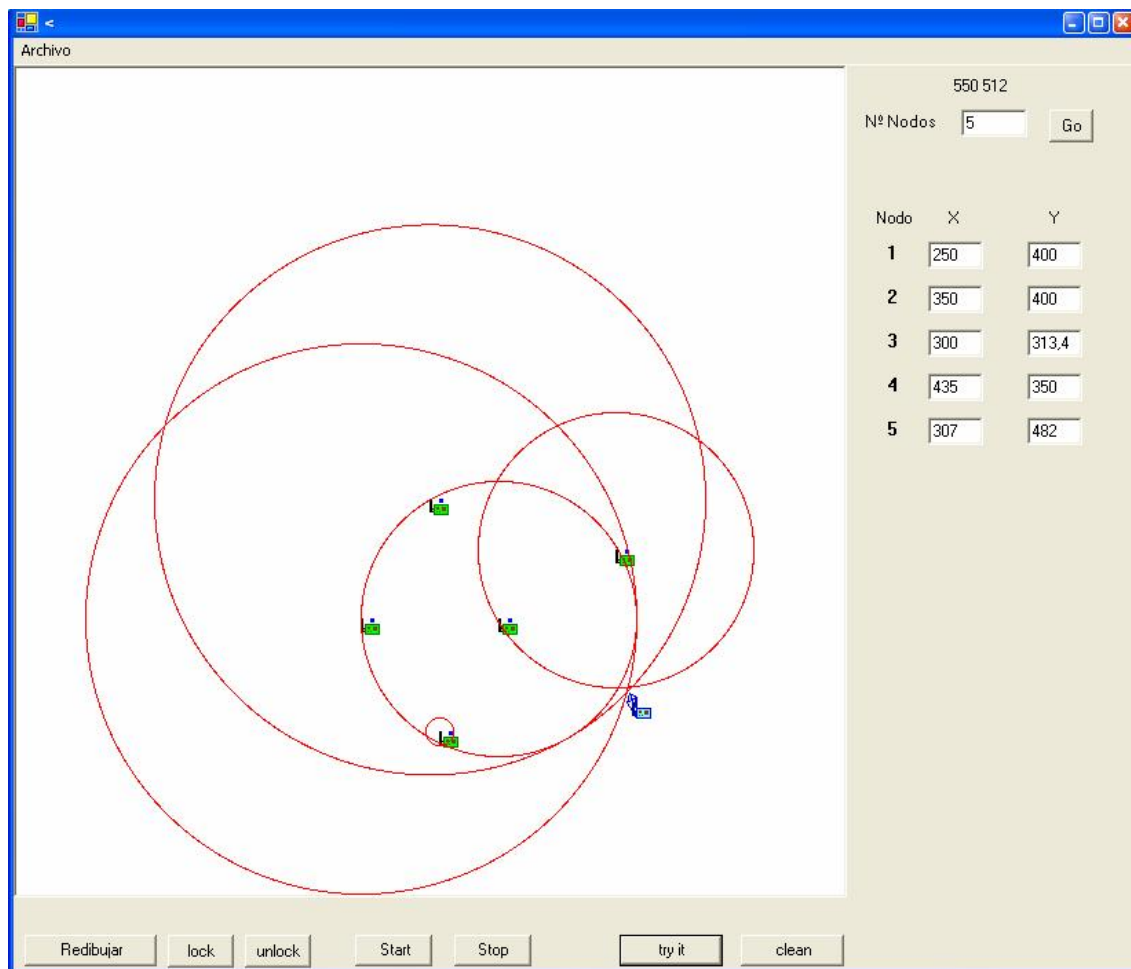 <
Archivo
550 512
Nº Nodos 5 Go
Nodo X Y
1 250 400
2 350 400
3 300 313,4
4 435 350
5 307 482
Redibujar lock unlock Start Stop try it clean